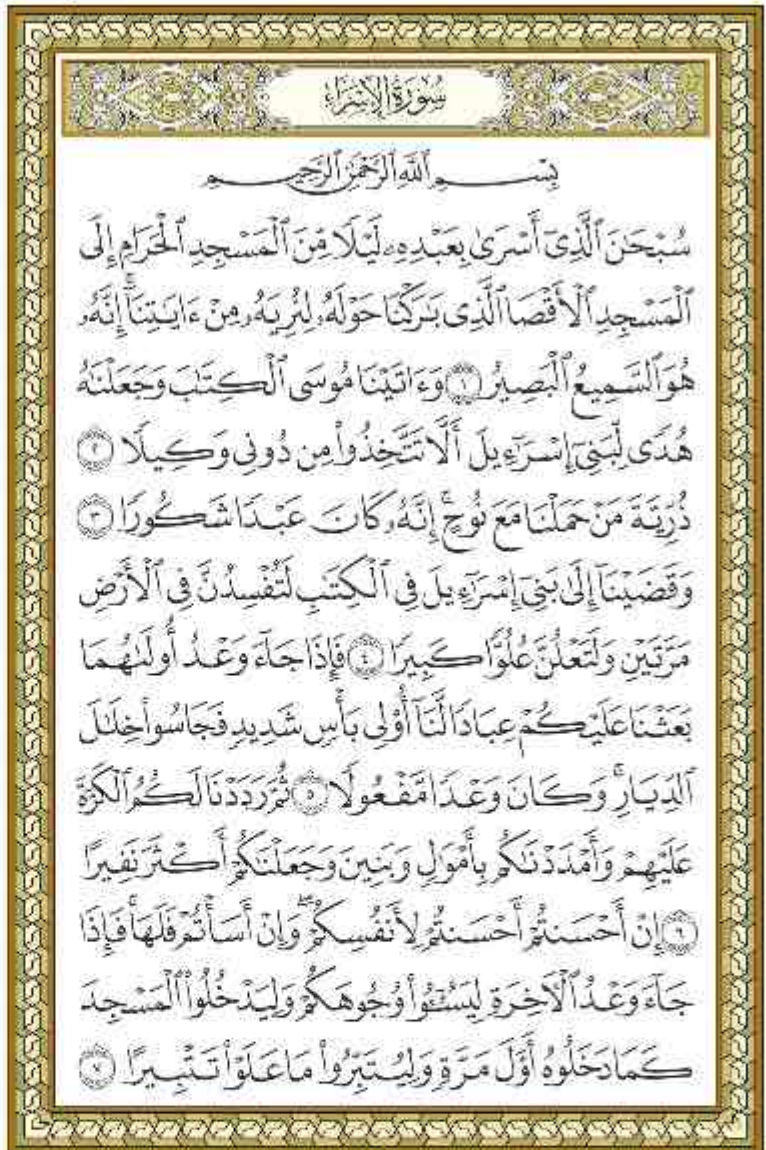 سُورَةُ الإِسْرَاءِ
بِسْمِ ٱللَّهِ ٱلرَّحْمَٰنِ ٱلرَّحِيمِ
سُبْحَٰنَ ٱلَّذِىٓ أَسْرَىٰ بِعَبْدِهِۦ لَيْلًا مِّنَ ٱلْمَسْجِدِ ٱلْحَرَامِ إِلَى
ٱلْمَسْجِدِ ٱلْأَقْصَا ٱلَّذِى بَٰرَكْنَا حَوْلَهُۥ لِنُرِيَهُۥ مِنْ ءَايَٰتِنَآ ۚ إِنَّهُۥ
هُوَ ٱلسَّمِيعُ ٱلْبَصِيرُ ١ وَءَاتَيْنَا مُوسَى ٱلْكِتَٰبَ وَجَعَلْنَٰهُ
هُدًى لِّبَنِىٓ إِسْرَٰٓءِيلَ أَلَّا تَتَّخِذُوا۟ مِن دُونِى وَكِيلًا ٢
ذُرِّيَّةَ مَنْ حَمَلْنَا مَعَ نُوحٍ ۚ إِنَّهُۥ كَانَ عَبْدًا شَكُورًا ٣
وَقَضَيْنَآ إِلَىٰ بَنِىٓ إِسْرَٰٓءِيلَ فِى ٱلْكِتَٰبِ لَتُفْسِدُنَّ فِى ٱلْأَرْضِ
مَرَّتَيْنِ وَلَتَعْلُنَّ عُلُوًّا كَبِيرًا ٤ فَإِذَا جَآءَ وَعْدُ أُولَىٰهُمَا
بَعَثْنَا عَلَيْكُمْ عِبَادًا لَّنَآ أُو۟لِى بَأْسٍ شَدِيدٍ فَجَاسُوا۟ خِلَٰلَ
ٱلدِّيَارِ ۚ وَكَانَ وَعْدًا مَّفْعُولًا ٥ ثُمَّ رَدَدْنَا لَكُمُ ٱلْكَرَّةَ
عَلَيْهِمْ وَأَمْدَدْنَٰكُم بِأَمْوَٰلٍ وَبَنِينَ وَجَعَلْنَٰكُمْ أَكْثَرَ نَفِيرًا
٦ إِنْ أَحْسَنتُمْ أَحْسَنتُمْ لِأَنفُسِكُمْ ۖ وَإِنْ أَسَأْتُمْ فَلَهَا ۚ فَإِذَا
جَآءَ وَعْدُ ٱلْءَاخِرَةِ لِيَسُۥٓـُٔوا۟ وُجُوهَكُمْ وَلِيَدْخُلُوا۟ ٱلْمَسْجِدَ
كَمَا دَخَلُوهُ أَوَّلَ مَرَّةٍ وَلِيُتَبِّرُوا۟ مَا عَلَوْا۟ تَتْبِيرًا ٧